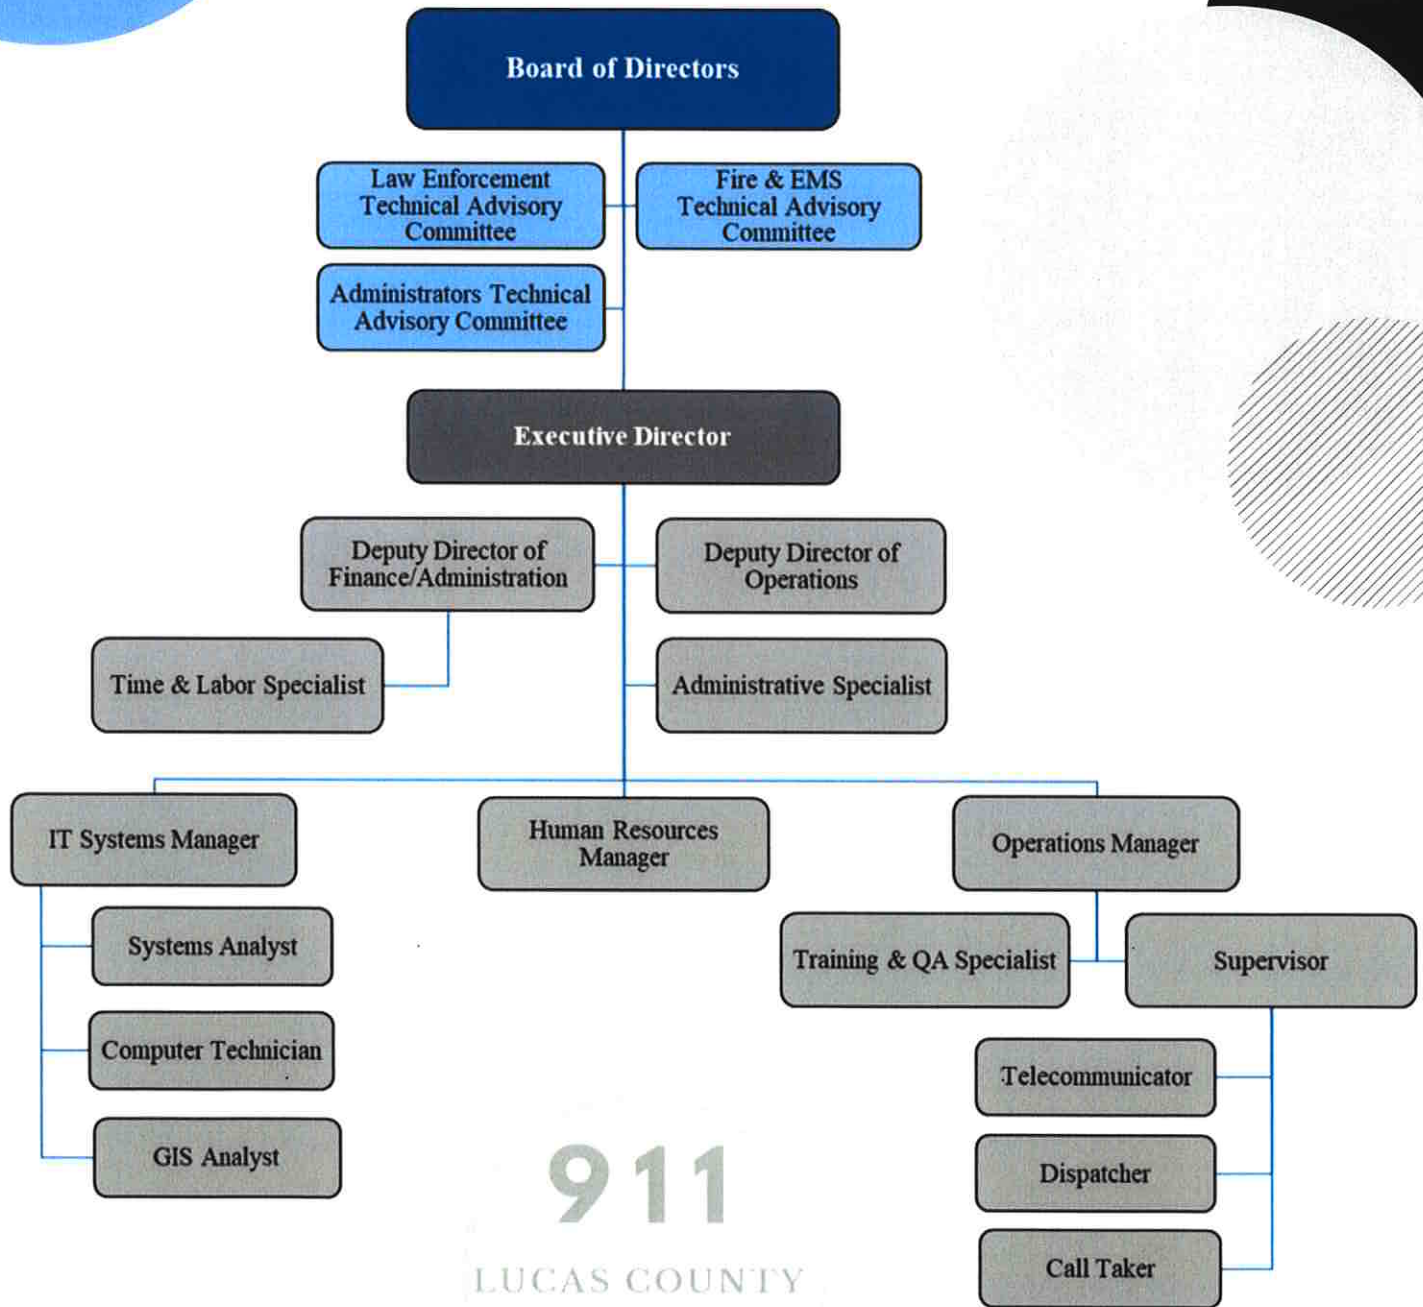 Board of Directors
Law Enforcement
Technical Advisory
Committee
Fire & EMS
Technical Advisory
Committee
Administrators Technical
Advisory Committee
Executive Director
Deputy Director of
Finance/Administration
Deputy Director of
Operations
Time & Labor Specialist
Administrative Specialist
IT Systems Manager
Human Resources
Manager
Operations Manager
Systems Analyst
Training & QA Specialist
Supervisor
Computer Technician
Telecommunicator
GIS Analyst
Dispatcher
Call Taker
911
LUCAS COUNTY